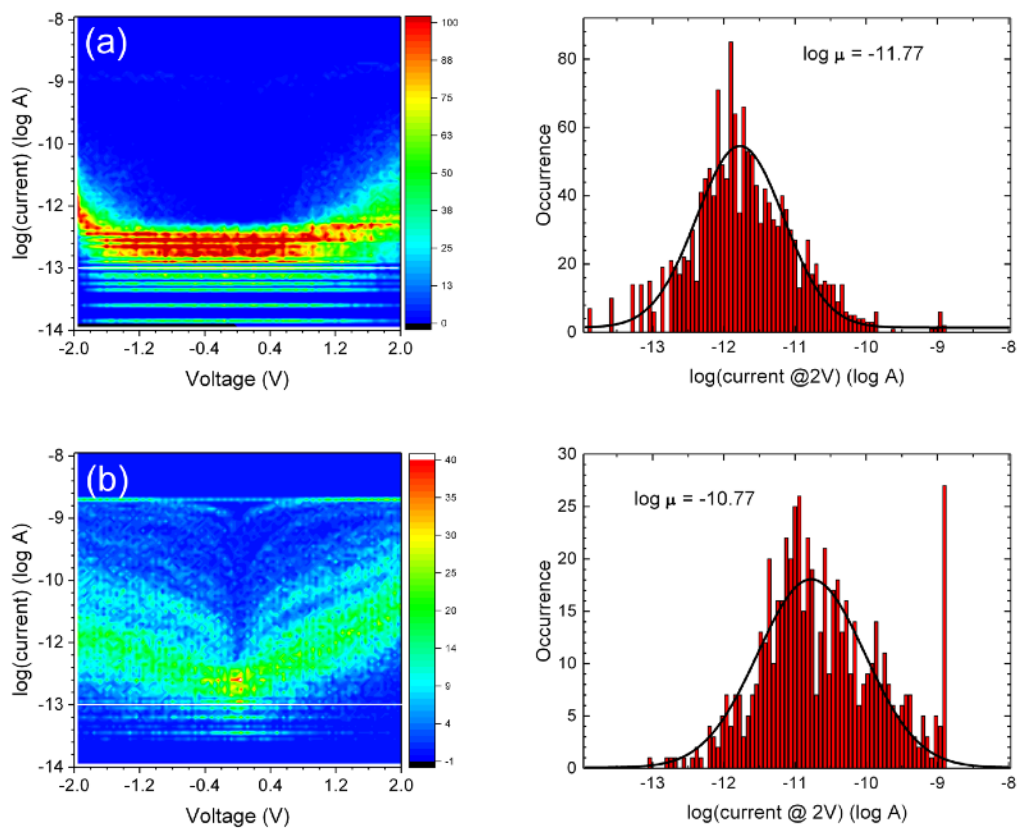 (a)
-8
-9
-10
-11
-12
-13
-14
log(current) (log A)
-2.0 -1.2 -0.4 0.4 1.2 2.0
Voltage (V)
100
88
75
63
50
38
25
13
0
log μ = -11.77
80
60
40
20
0
Occurrence
-13 -12 -11 -10 -9 -8
log(current @2V) (log A)
(b)
-8
-9
-10
-11
-12
-13
-14
log(current) (log A)
-2.0 -1.2 -0.4 0.4 1.2 2.0
Voltage (V)
40
35
30
24
19
14
9
4
-1
log μ = -10.77
30
25
20
15
10
5
0
Occurrence
-13 -12 -11 -10 -9 -8
log(current @ 2V) (log A)